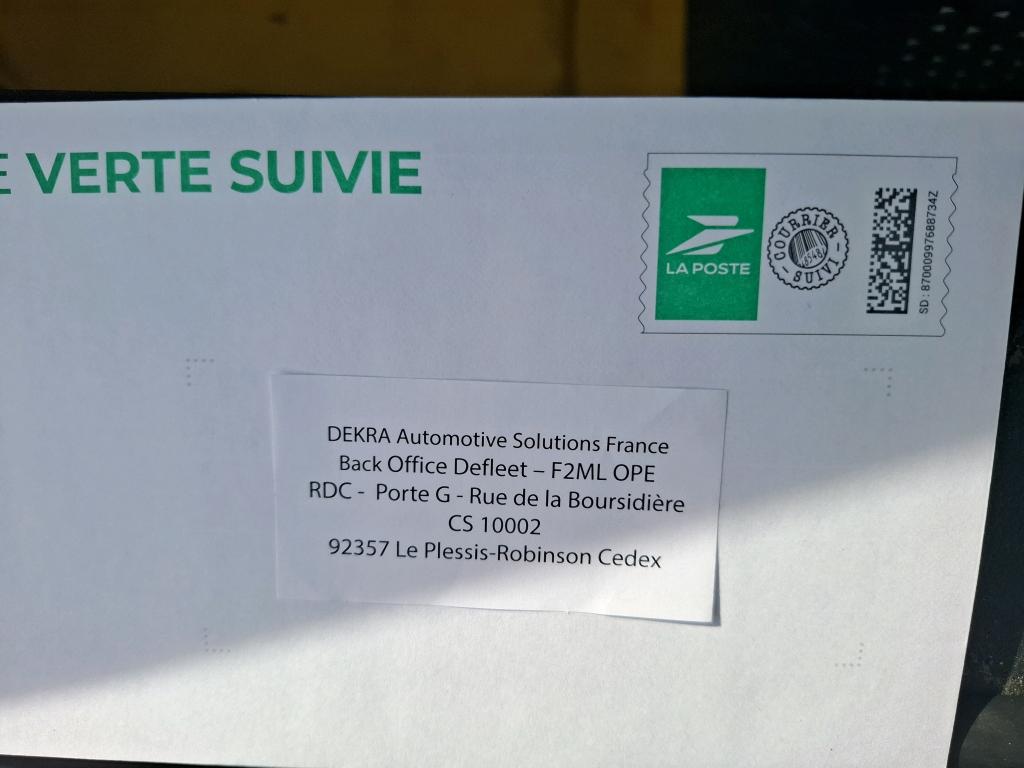 E VERTE SUIVIE
LA POSTE
COURRIER
SUIVI
SD : 87000997688734Z
DEKRA Automotive Solutions France
Back Office Defleet – F2ML OPE
RDC - Porte G - Rue de la Boursidière
CS 10002
92357 Le Plessis-Robinson Cedex